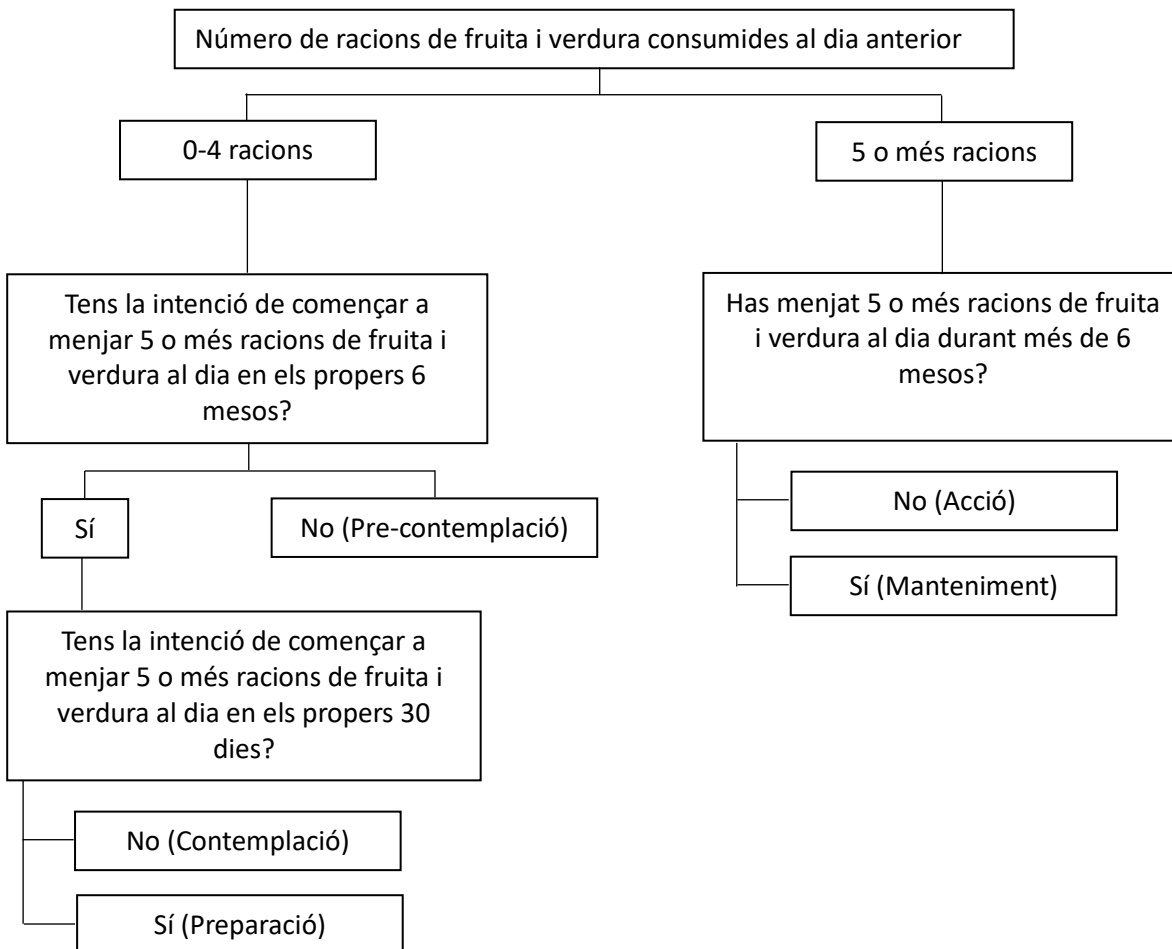 Número de racions de fruita i verdura consumides al dia anterior
0-4 racions
5 o més racions
Tens la intenció de començar a
menjar 5 o més racions de fruita i
verdura al dia en els propers 6
mesos?
Has menjat 5 o més racions de fruita
i verdura al dia durant més de 6
mesos?
Sí
No (Pre-contemplació)
No (Acció)
Sí (Manteniment)
Tens la intenció de començar a
menjar 5 o més racions de fruita i
verdura al dia en els propers 30
dies?
No (Contemplació)
Sí (Preparació)